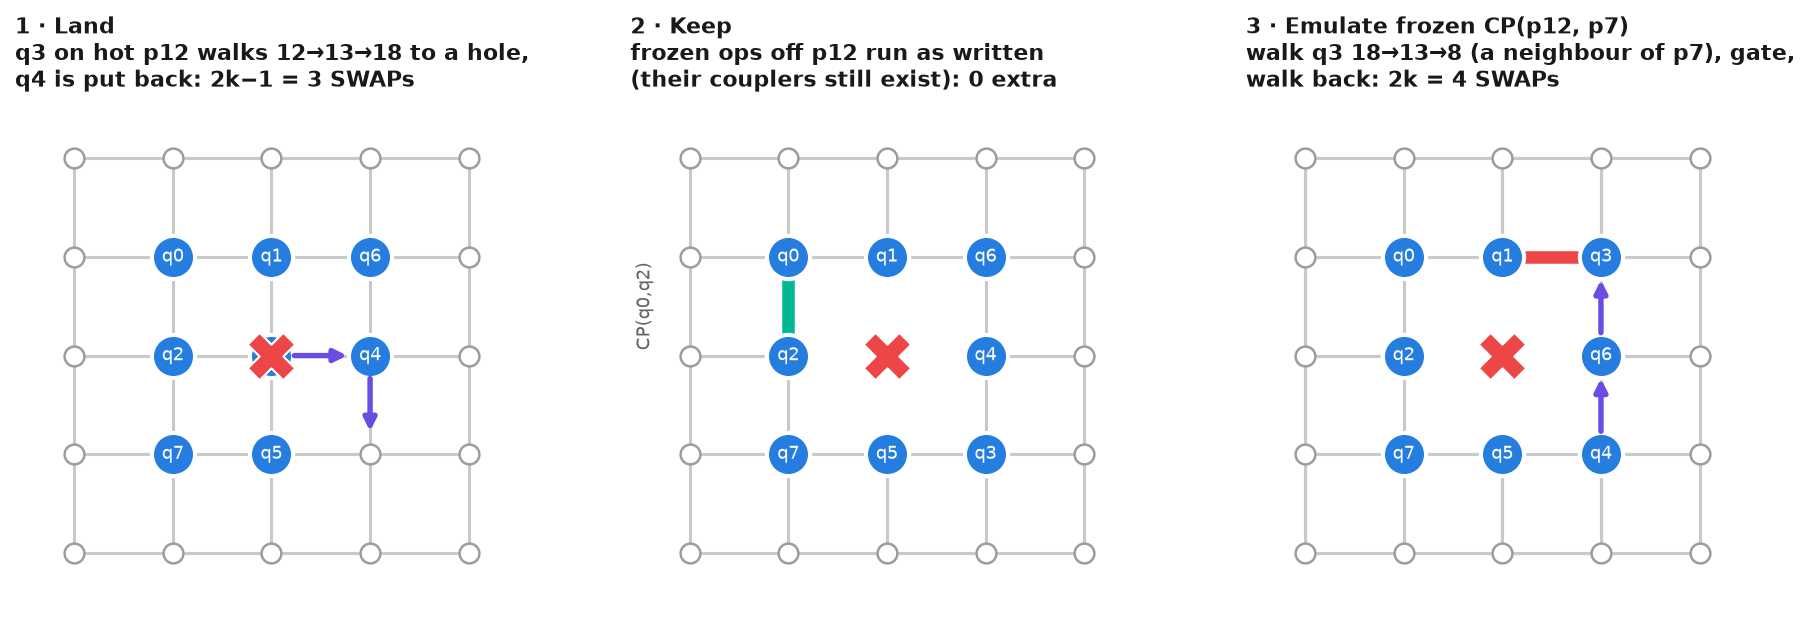 1 · Land
q3 on hot p12 walks 12→13→18 to a hole,
q4 is put back: 2k−1 = 3 SWAPs
q0 q1 q6
q2 q4
q7 q5
2 · Keep
frozen ops off p12 run as written
(their couplers still exist): 0 extra
CP(q0,q2)
q0 q1 q6
q2 q4
q7 q5 q3
3 · Emulate frozen CP(p12, p7)
walk q3 18→13→8 (a neighbour of p7), gate,
walk back: 2k = 4 SWAPs
q0 q1 q3
q2 q6
q7 q5 q4